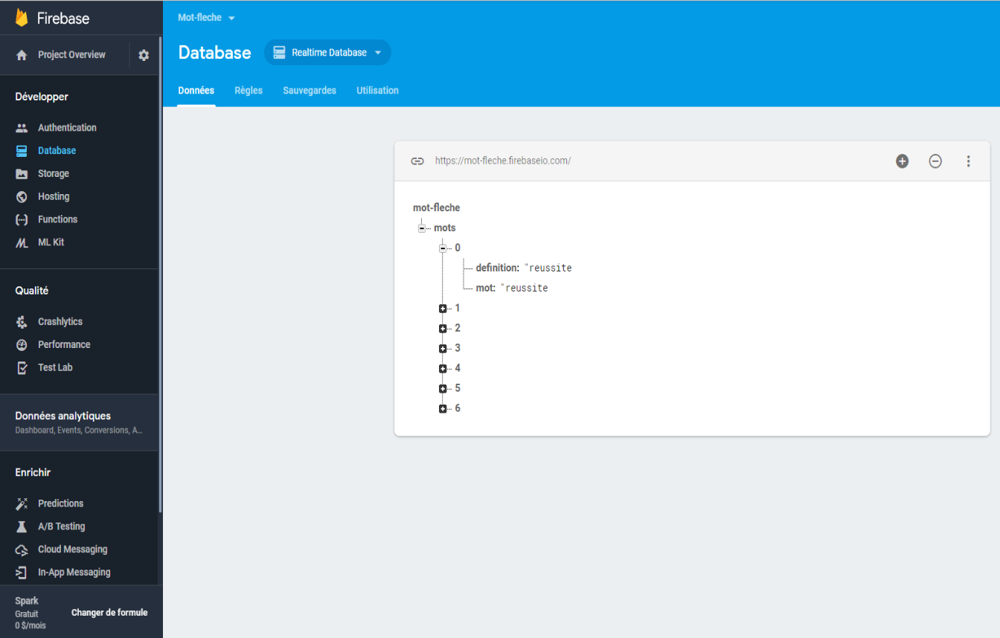 Firebase
Project Overview
Développer
Authentication
Database
Storage
Hosting
Functions
ML Kit
Qualité
Crashlytics
Performance
Test Lab
Données analytiques
Dashboard, Events, Conversions, A...
Enrichir
Predictions
A/B Testing
Cloud Messaging
In-App Messaging
Spark
Gratuit
0 $/mois
Changer de formule
Mot-fleche
Database Realtime Database
Données Règles Sauvegardes Utilisation
https://mot-fleche.firebaseio.com/
mot-fleche
mots
0
definition: "reussite
mot: "reussite
1
2
3
4
5
6